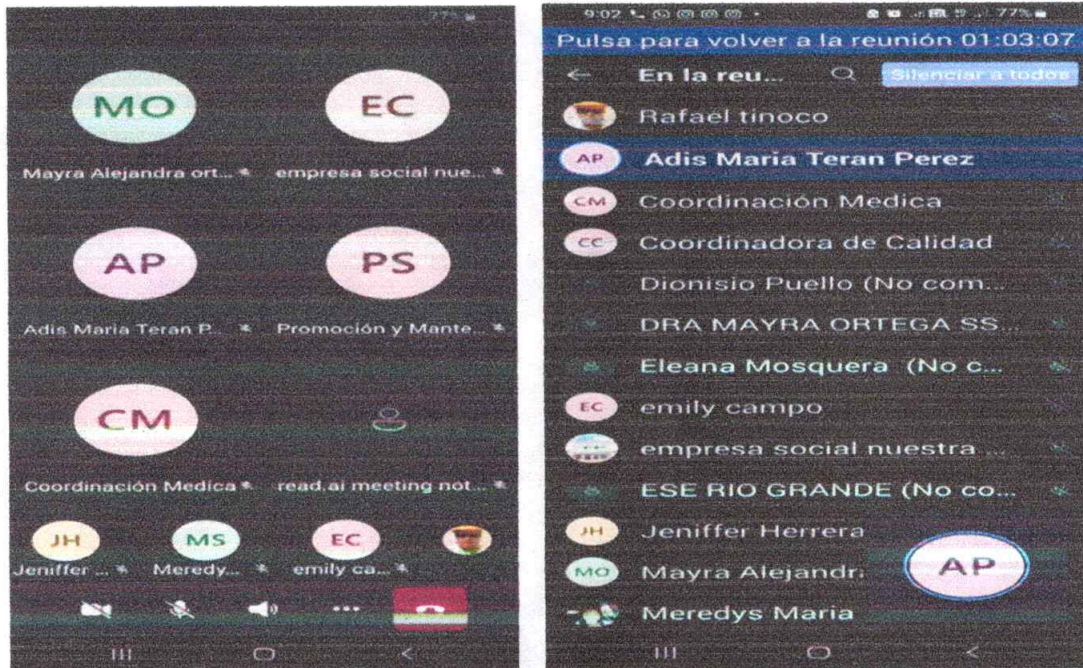 77%
MO EC
Mayra Alejandra ort... empresa social nue...
AP PS
Adis Maria Teran P... Promoción y Mante...
CM
Coordinación Medica read.ai meeting not...
JH MS EC
Jeniffer ... Meredy... emily ca...
9:02 77%
Pulsa para volver a la reunión 01:03:07
En la reu... Silenciar a todos
Rafael tinoco
AP Adis Maria Teran Perez
CM Coordinación Medica
CC Coordinadora de Calidad
Dionisio Puello (No com...
DRA MAYRA ORTEGA SS...
Eleana Mosquera (No c...
EC emily campo
empresa social nuestra ...
ESE RIO GRANDE (No co...
JH Jeniffer Herrera
MO Mayra Alejandra
AP
Meredys Maria